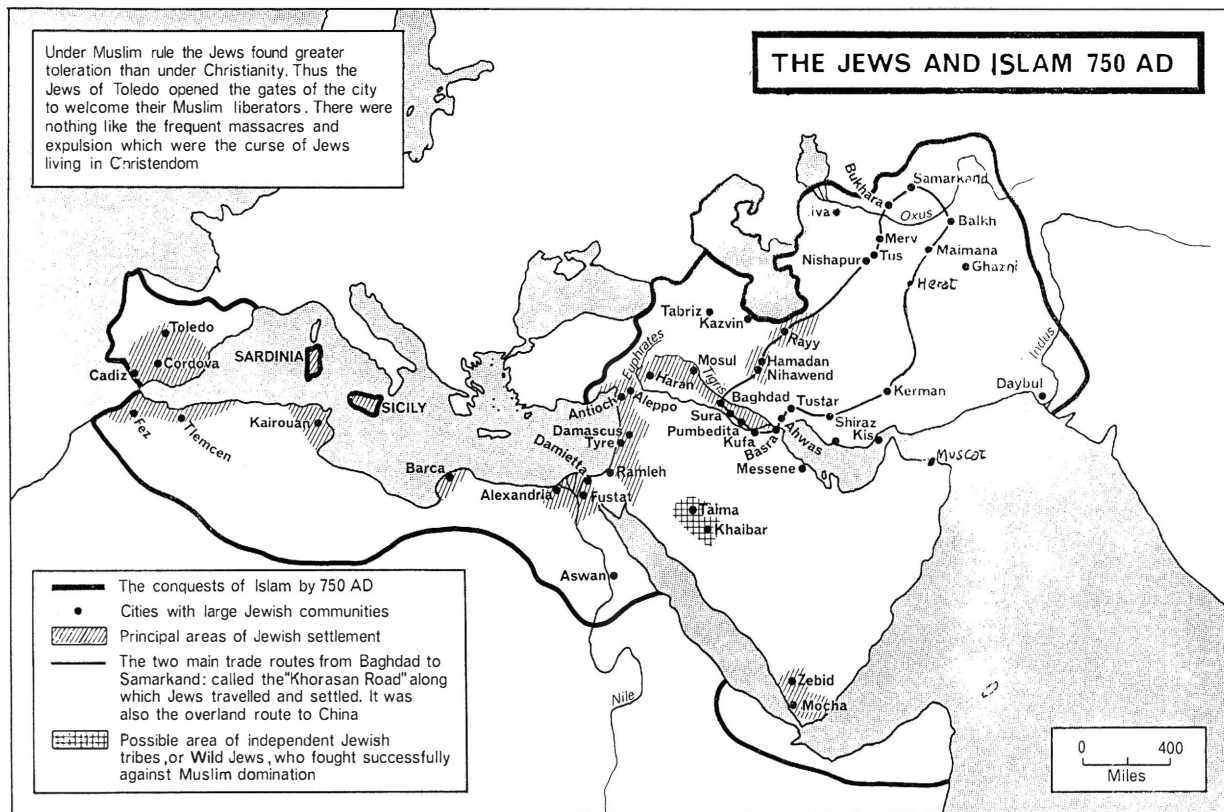 Under Muslim rule the Jews found greater
toleration than under Christianity. Thus the
Jews of Toledo opened the gates of the city
to welcome their Muslim liberators. There were
nothing like the frequent massacres and
expulsion which were the curse of Jews
living in Christendom
THE JEWS AND ISLAM 750 AD
Samarkand
Bukhara
iva
Oxus
Balkh
Merv
Maimana
Nishapur
Tus
Ghazni
Herat
Tabriz
Kazvin
Rayy
Toledo
Euphrates
Mosul
Hamadan
Indus
SARDINIA
Cordova
Haran
Tigris
Nihawend
Cadiz
Baghdad
Kerman
Daybul
Antioch
Aleppo
Tustar
SICILY
Sura
Shiraz
Fez
Tlemcen
Kairouan
Damascus
Pumbedita
Ahwas
Kis
Tyre
Kufa
Basra
Muscat
Damietta
Messene
Barca
Ramleh
Alexandria
Fustat
Taima
Khaibar
Aswan
Zebid
Mocha
Nile
The conquests of Islam by 750 AD
Cities with large Jewish communities
Principal areas of Jewish settlement
The two main trade routes from Baghdad to
Samarkand: called the "Khorasan Road" along
which Jews travelled and settled. It was
also the overland route to China
Possible area of independent Jewish
tribes, or Wild Jews, who fought successfully
against Muslim domination
0 400
Miles